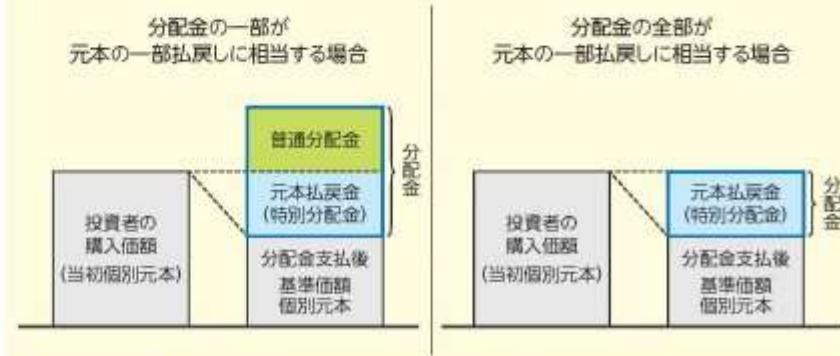 分配金の一部が
元本の一部払戻しに相当する場合
普通分配金
元本払戻金
(特別分配金)
分配金
投資者の
購入価額
(当初個別元本)
分配金支払後
基準価額
個別元本
分配金の全部が
元本の一部払戻しに相当する場合
元本払戻金
(特別分配金)
分配金
投資者の
購入価額
(当初個別元本)
分配金支払後
基準価額
個別元本